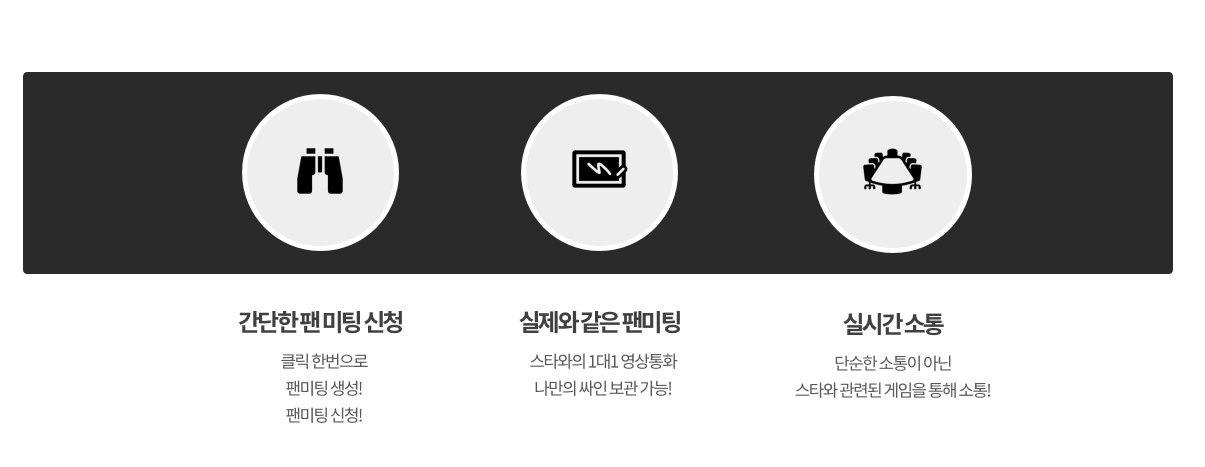 간단한 팬 미팅 신청
클릭 한번으로
팬미팅 생성!
팬미팅 신청!
실제와 같은 팬미팅
스타와의 1대1 영상통화
나만의 싸인 보관 가능!
실시간 소통
단순한 소통이 아닌
스타와 관련된 게임을 통해 소통!